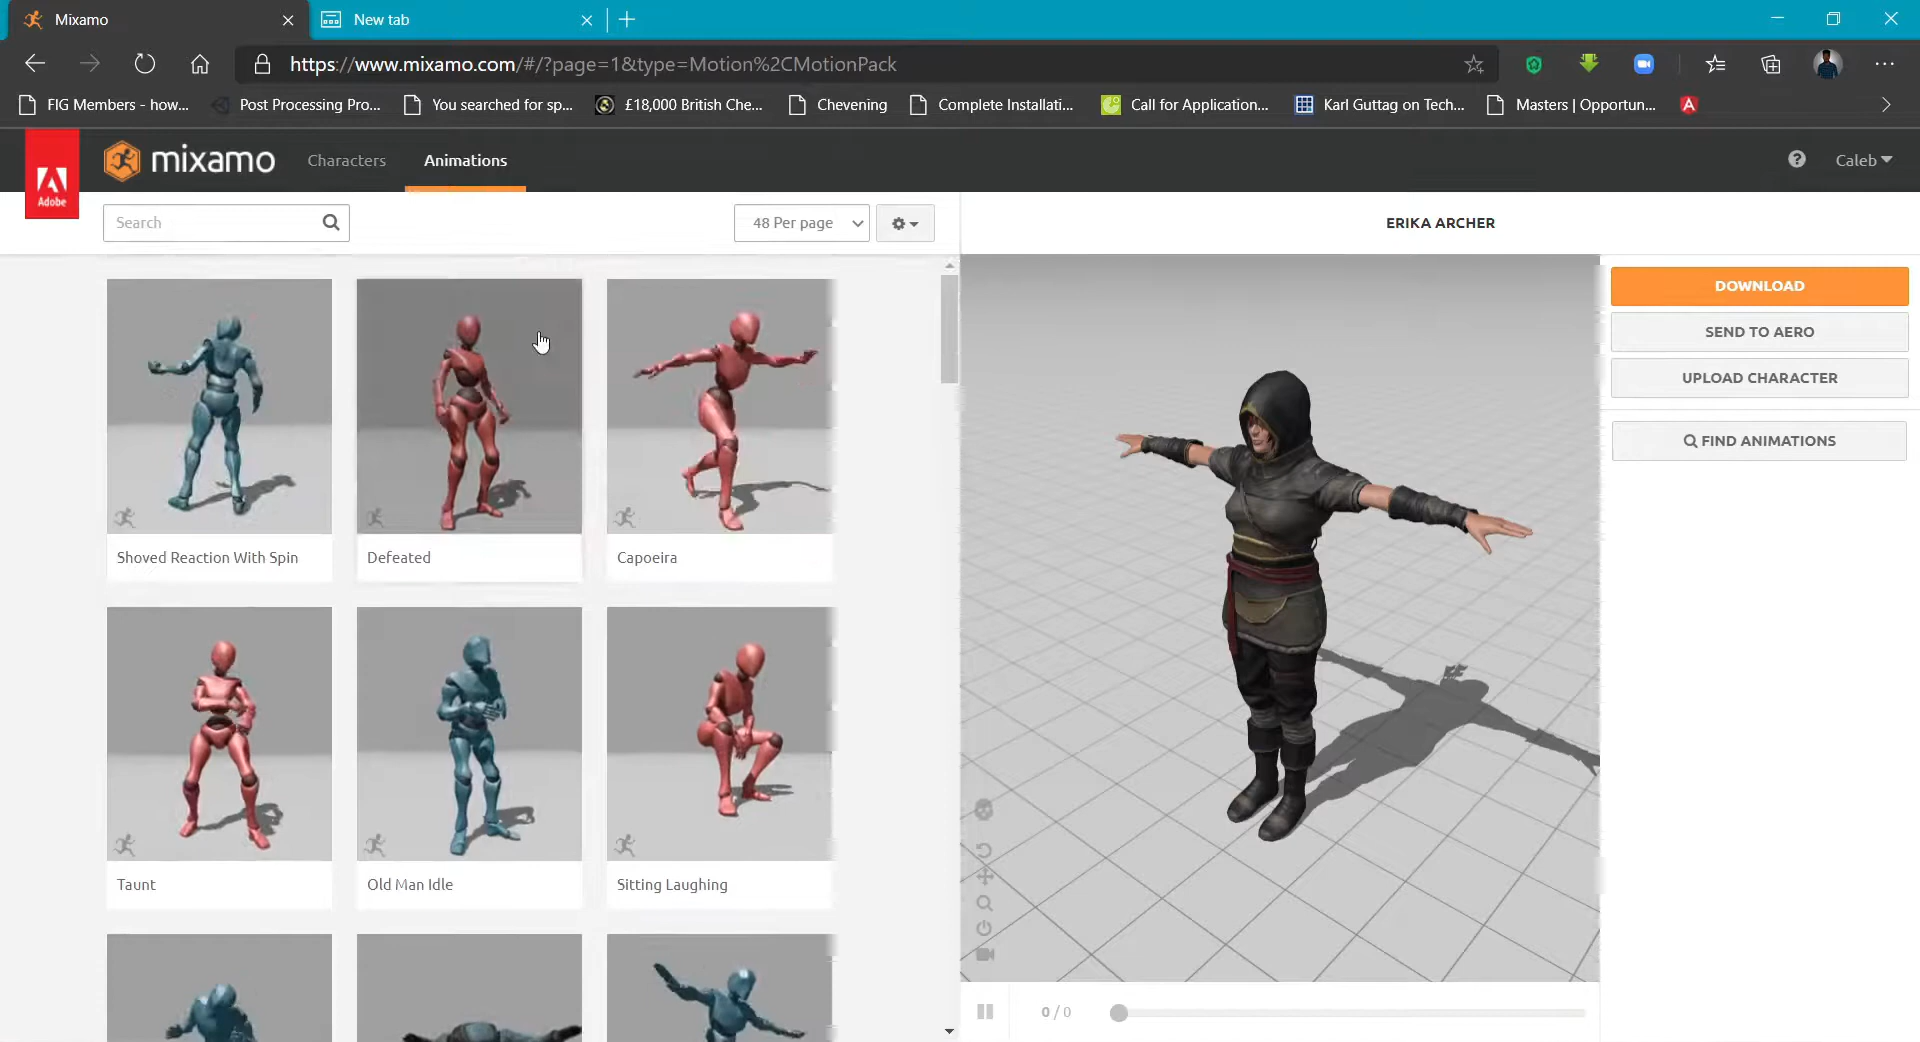 Mixamo
New tab
https://www.mixamo.com/#/?page=1&type=Motion%2CMotionPack
FIG Members - how...
Post Processing Pro...
You searched for sp...
£18,000 British Che...
Chevening
Complete Installati...
Call for Application...
Karl Guttag on Tech...
Masters | Opportun...
Adobe
mixamo
Characters
Animations
Caleb
Search
48 Per page
ERIKA ARCHER
DOWNLOAD
SEND TO AERO
UPLOAD CHARACTER
FIND ANIMATIONS
Shoved Reaction With Spin
Defeated
Capoeira
Taunt
Old Man Idle
Sitting Laughing
0 / 0